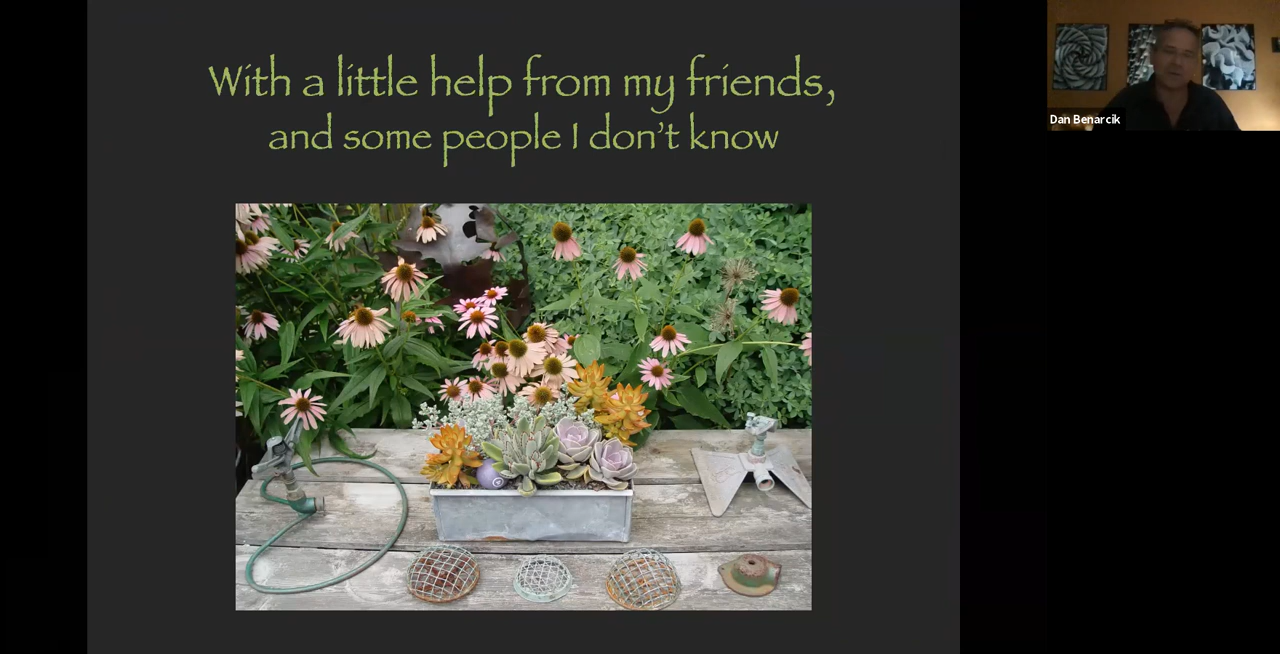 With a little help from my friends,
and some people I don't know
Dan Benarcik